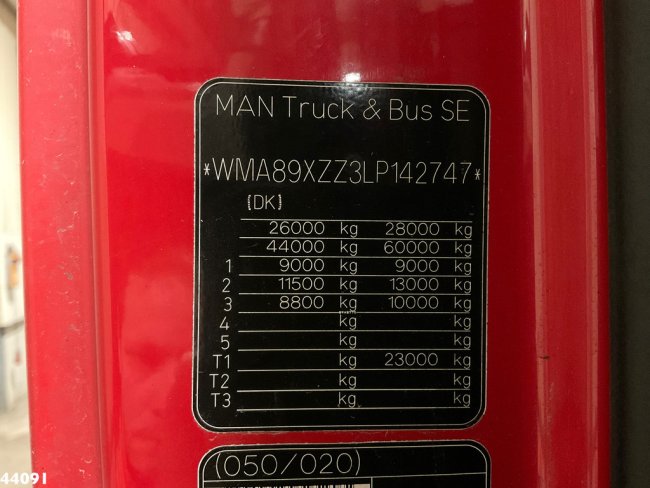 MAN Truck & Bus SE
*WMA89XZZ3LP142747*
(DK)
26000 kg 28000 kg
44000 kg 60000 kg
1 9000 kg 9000 kg
2 11500 kg 13000 kg
3 8800 kg 10000 kg
4 kg kg
5 kg kg
T1 kg 23000 kg
T2 kg kg
T3 kg kg
(050/020)
44091